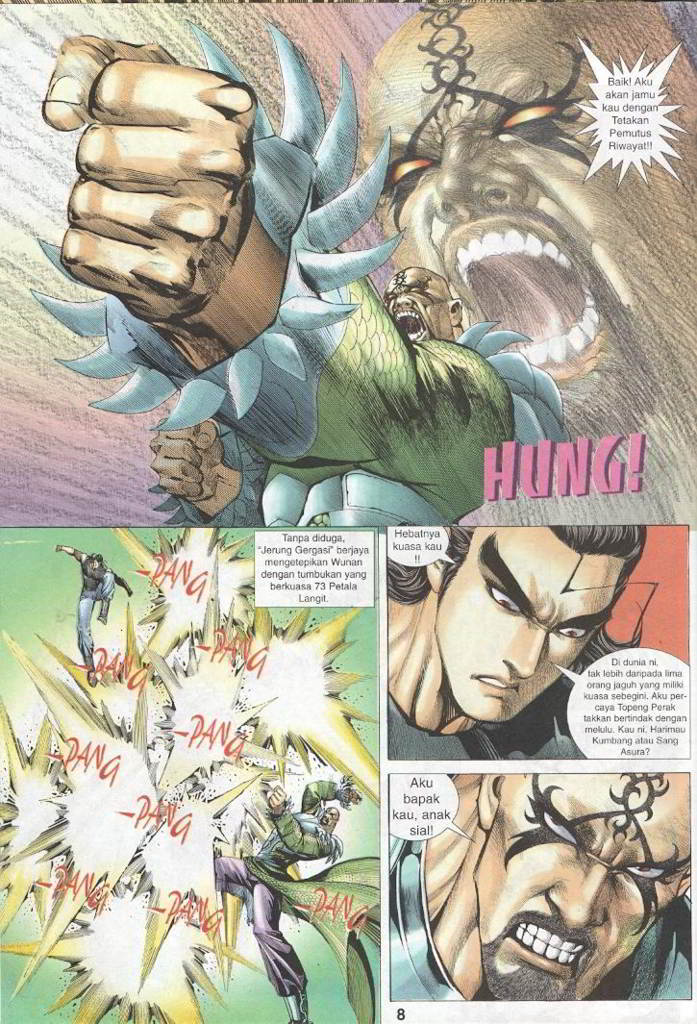 Baik! Aku
akan jamu
kau dengan
Tetakan
Pemutus
Riwayat!!
HUNG!
Tanpa diduga,
"Jerung Gergasi" berjaya
mengetepikan Wunan
dengan tumbukan yang
berkuasa 73 Petala
Langit.
-PANG
-PANG
-PANG
-PANG
-PANG
-PANG
-PANG
-PANG
-PANG
Hebatnya
kuasa kau
!!
Di dunia ni,
tak lebih daripada lima
orang jaguh yang miliki
kuasa sebegini. Aku per-
caya Topeng Perak
takkan bertindak dengan
melulu. Kau ni, Harimau
Kumbang atau Sang
Asura?
Aku
bapak
kau, anak
sial!
8